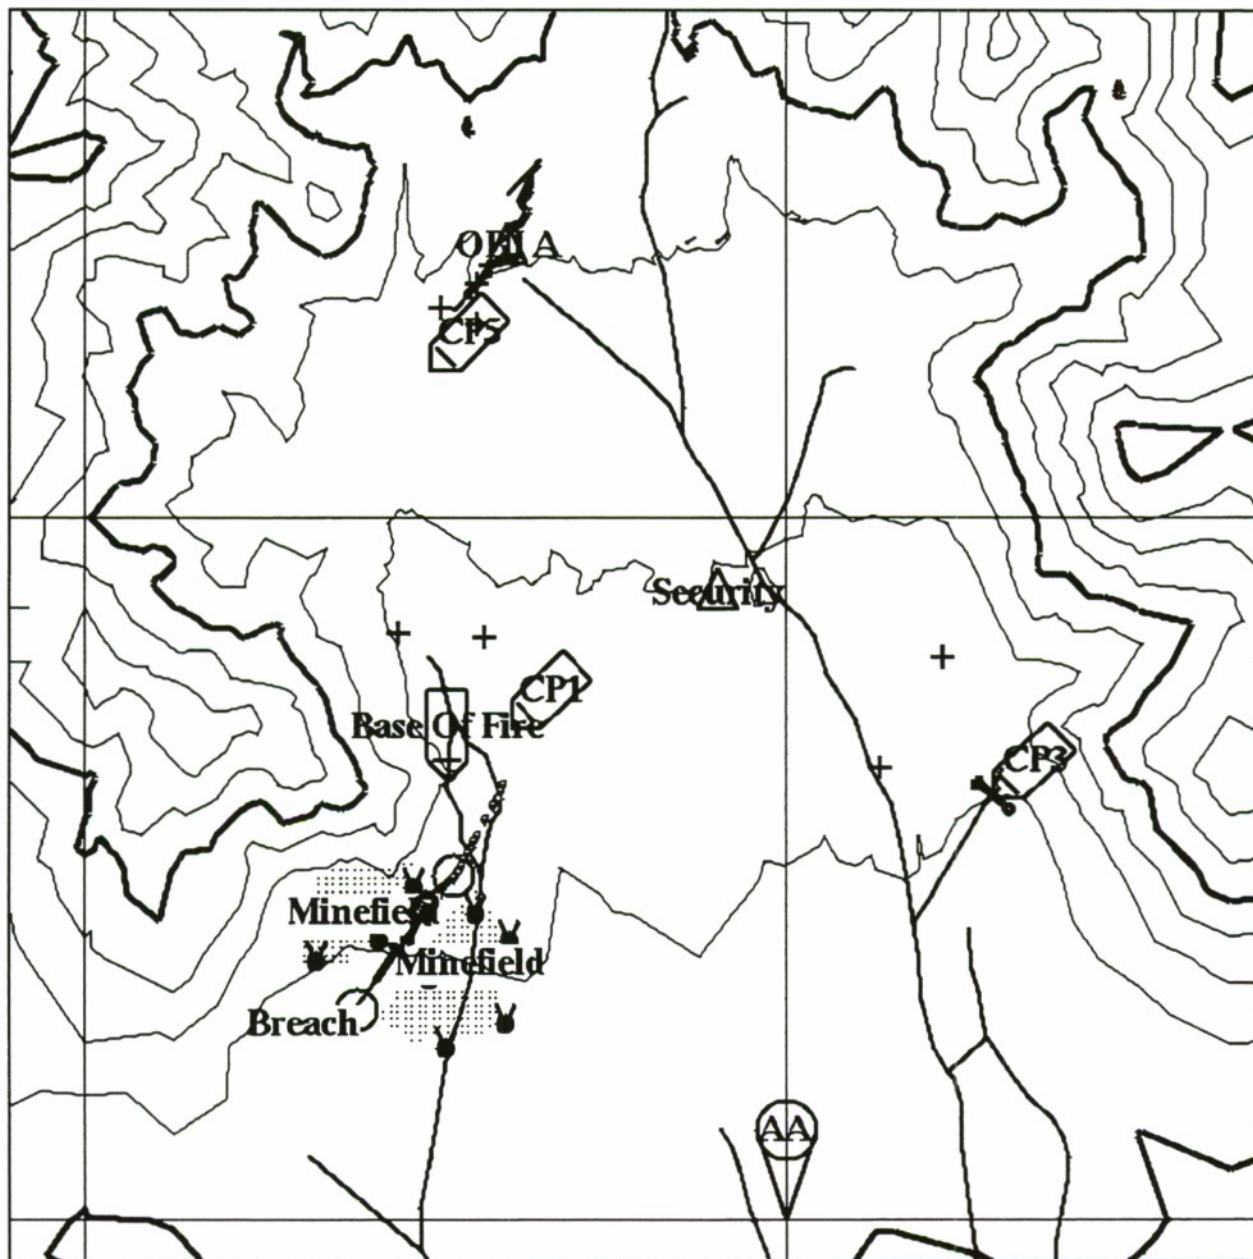 OBJ A
CP5
Security
CP1
Base Of Fire
CP3
Minefield
Minefield
Breach
AA